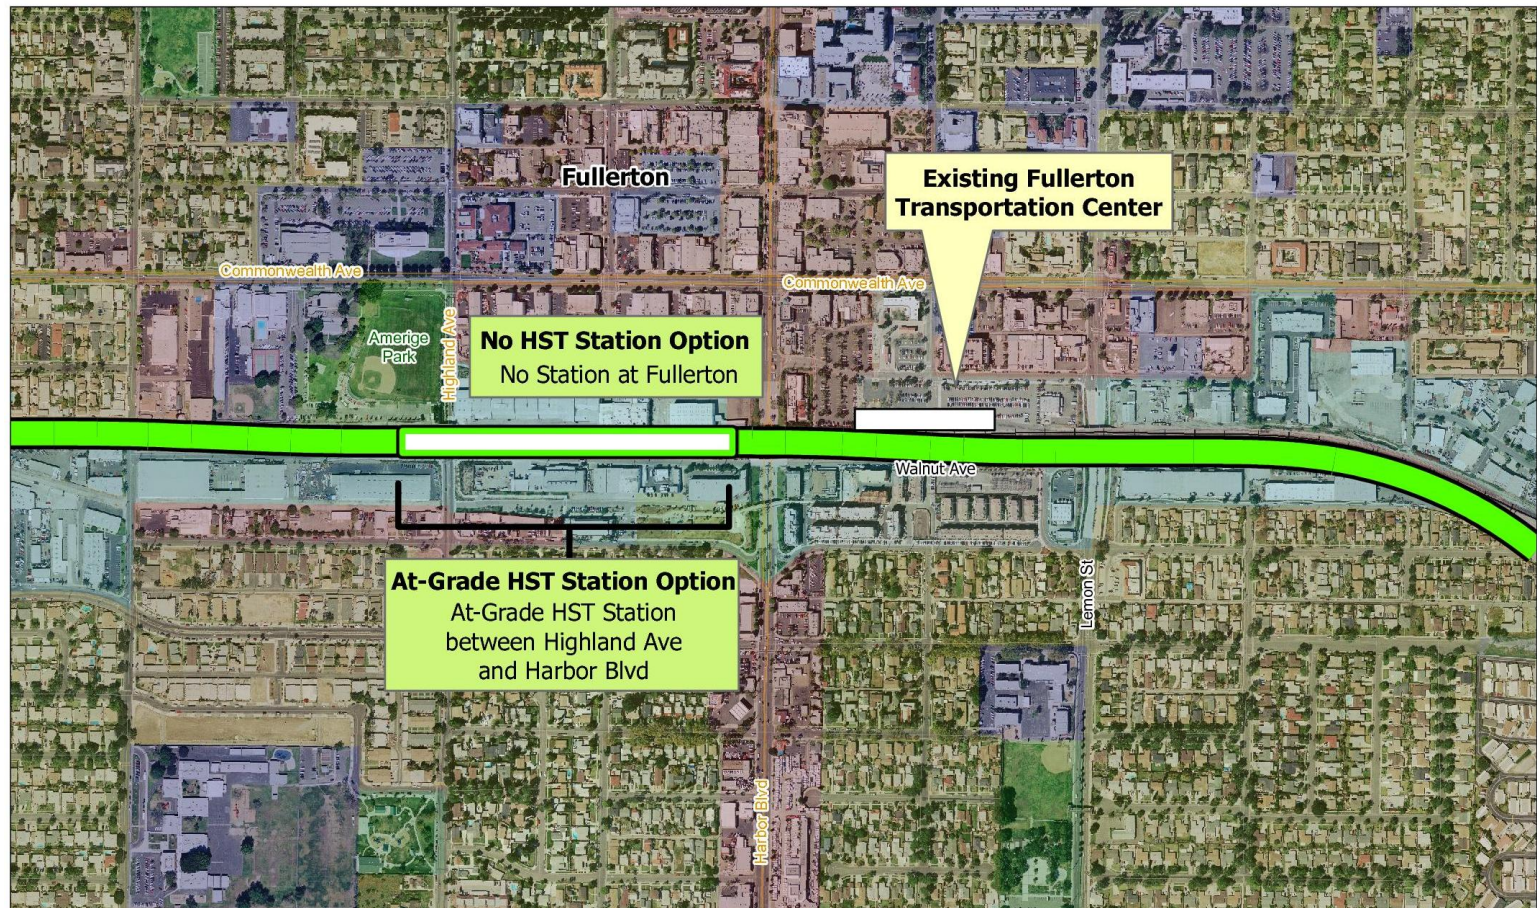 Fullerton
Existing Fullerton
Transportation Center
Commonwealth Ave
Commonwealth Ave
Amerige
Park
Highland Ave
No HST Station Option
No Station at Fullerton
Walnut Ave
At-Grade HST Station Option
At-Grade HST Station
between Highland Ave
and Harbor Blvd
Lemon St
Harbor Blvd